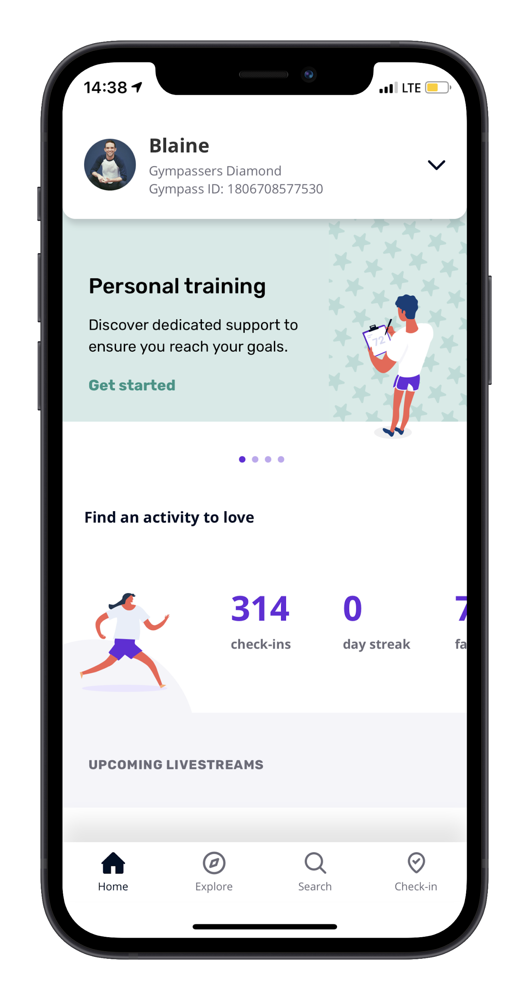 14:38
LTE
Blaine
Gympassers Diamond
Gympass ID: 1806708577530
Personal training
Discover dedicated support to
ensure you reach your goals.
72
Get started
Find an activity to love
314
0
7
check-ins
day streak
fa
UPCOMING LIVESTREAMS
Home
Explore
Search
Check-in